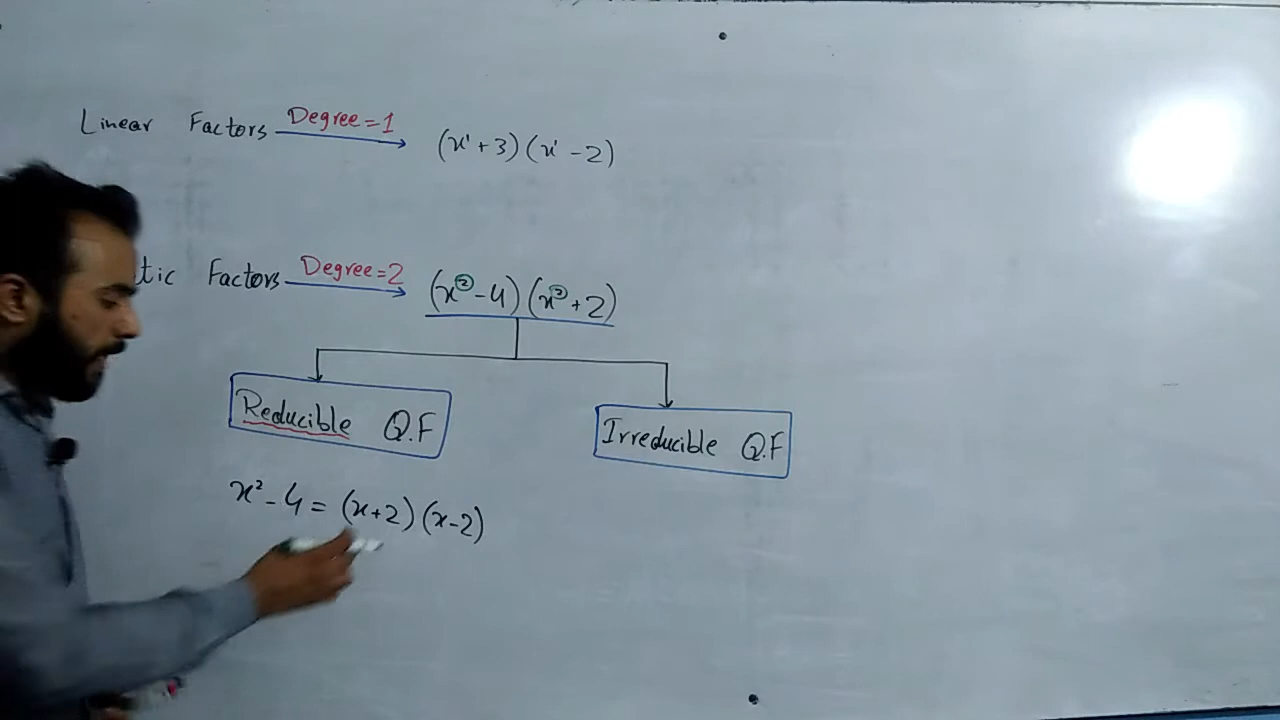 Linear Factors Degree=1 (x¹+3)(x¹-2)
tic Factors Degree=2 (x²-4)(x²+2)
Reducible Q.F
Irreducible Q.F
x²-4=(x+2)(x-2)